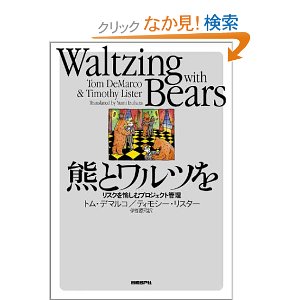 クリック なか見!検索
Waltzing
with
Tom DeMarco
& Timothy Lister
Bears
熊とワルツを
リスクを愉しむプロジェクト管理
トム・デマルコ/ティモシー・リスター